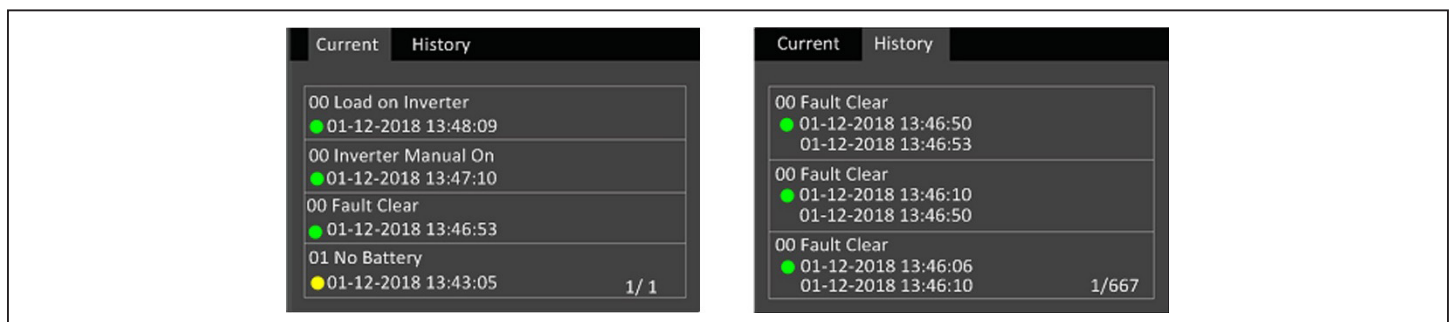 Current History
00 Load on Inverter
01-12-2018 13:48:09
00 Inverter Manual On
01-12-2018 13:47:10
00 Fault Clear
01-12-2018 13:46:53
01 No Battery
01-12-2018 13:43:05 1/ 1
Current History
00 Fault Clear
01-12-2018 13:46:50
01-12-2018 13:46:53
00 Fault Clear
01-12-2018 13:46:10
01-12-2018 13:46:50
00 Fault Clear
01-12-2018 13:46:06
01-12-2018 13:46:10 1/667